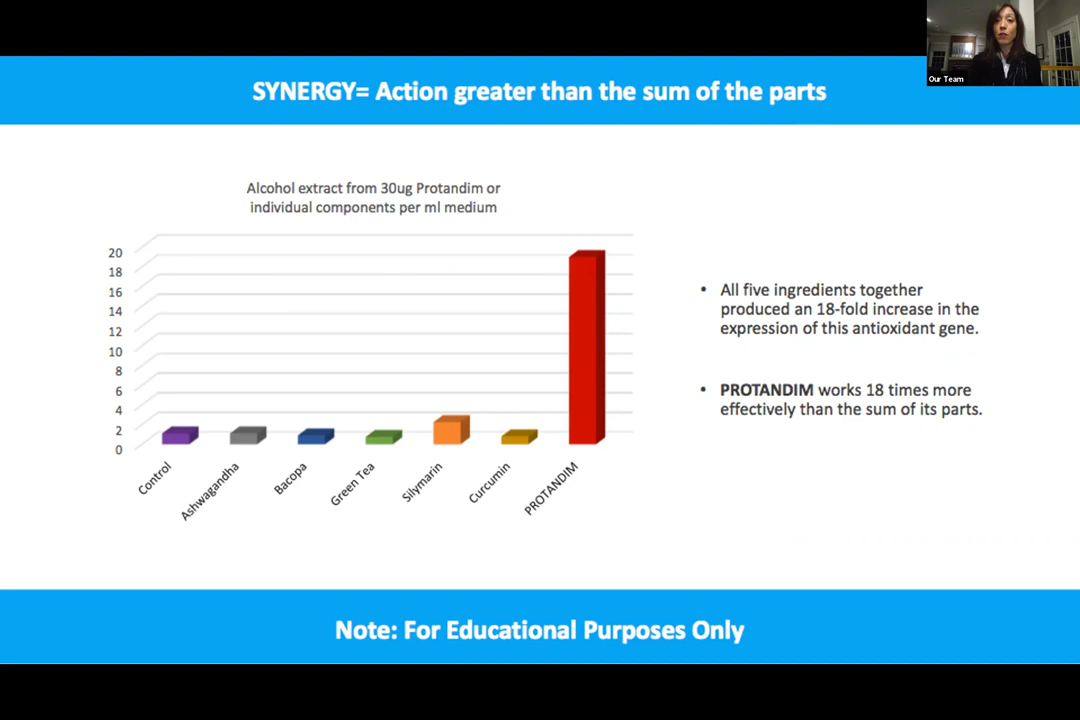 Our Team
SYNERGY= Action greater than the sum of the parts
Alcohol extract from 30ug Protandim or
individual components per ml medium
20
18
16
14
12
10
8
6
4
2
0
Control
Ashwagandha
Bacopa
Green Tea
Silymarin
Curcumin
PROTANDIM
• All five ingredients together
produced an 18-fold increase in the
expression of this antioxidant gene.
• PROTANDIM works 18 times more
effectively than the sum of its parts.
Note: For Educational Purposes Only